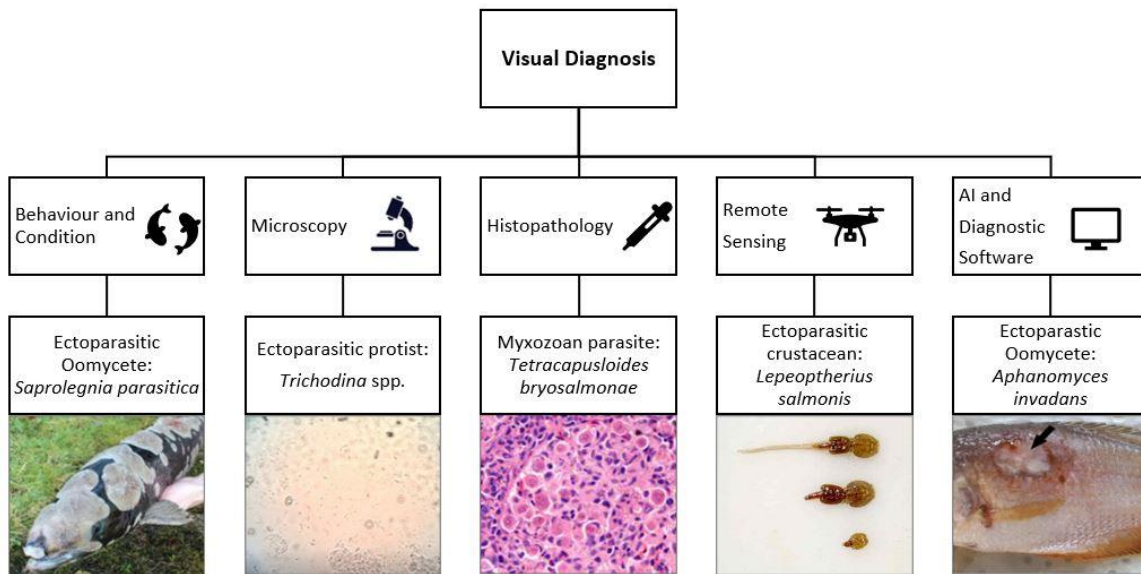 Visual Diagnosis
Behaviour and
Condition
Microscopy
Histopathology
Remote
Sensing
AI and
Diagnostic
Software
Ectoparasitic
Oomycete:
Saprolegnia parasitica
Ectoparasitic protist:
Trichodina spp.
Myxozoan parasite:
Tetracapusloides
bryosalmonae
Ectoparasitic
crustacean:
Lepeoptherius
salmonis
Ectoparastic
Oomycete:
Aphanomyces
invadans